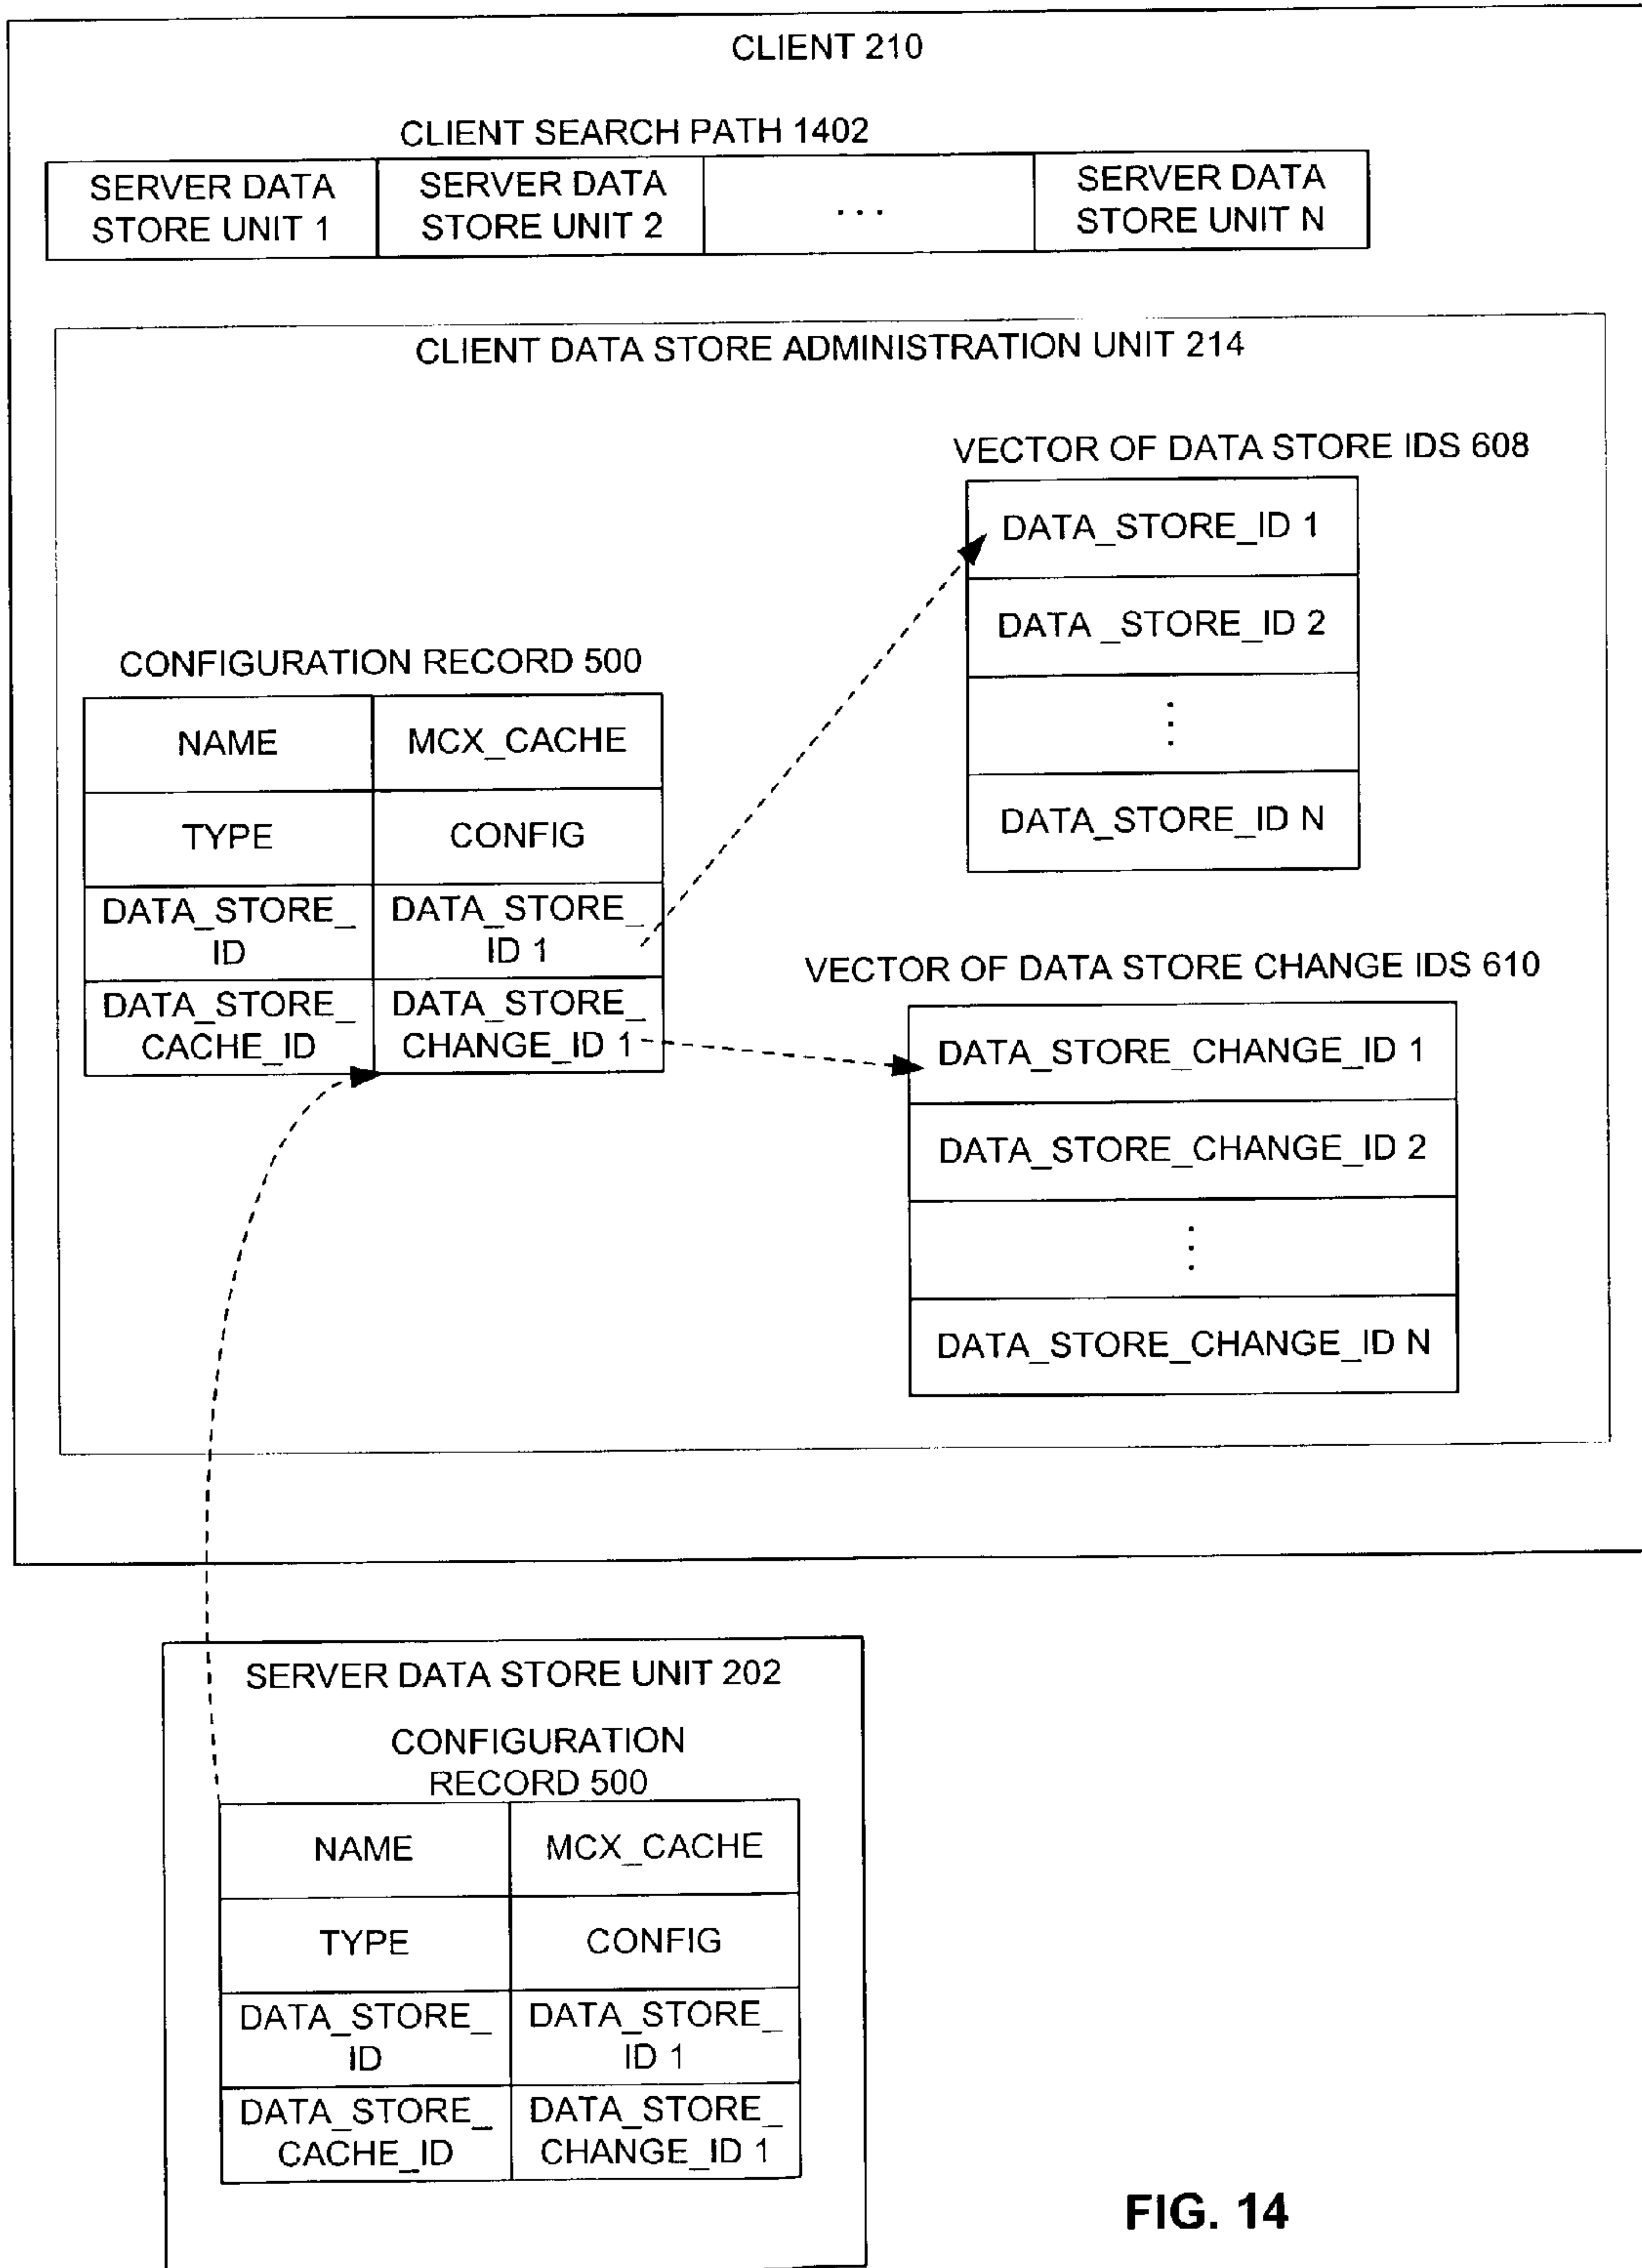 CLIENT 210
CLIENT SEARCH PATH 1402
SERVER DATA
STORE UNIT 1
SERVER DATA
STORE UNIT 2
...
SERVER DATA
STORE UNIT N
CLIENT DATA STORE ADMINISTRATION UNIT 214
VECTOR OF DATA STORE IDS 608
DATA_STORE_ID 1
DATA _STORE_ID 2
⋮
DATA_STORE_ID N
CONFIGURATION RECORD 500
NAME
MCX_CACHE
TYPE
CONFIG
DATA_STORE_
ID
DATA_STORE_
ID 1
DATA_STORE_
CACHE_ID
DATA_STORE_
CHANGE_ID 1
VECTOR OF DATA STORE CHANGE IDS 610
DATA_STORE_CHANGE_ID 1
DATA_STORE_CHANGE_ID 2
⋮
DATA_STORE_CHANGE_ID N
SERVER DATA STORE UNIT 202
CONFIGURATION
RECORD 500
NAME
MCX_CACHE
TYPE
CONFIG
DATA_STORE_
ID
DATA_STORE_
ID 1
DATA_STORE_
CACHE_ID
DATA_STORE_
CHANGE_ID 1
FIG. 14